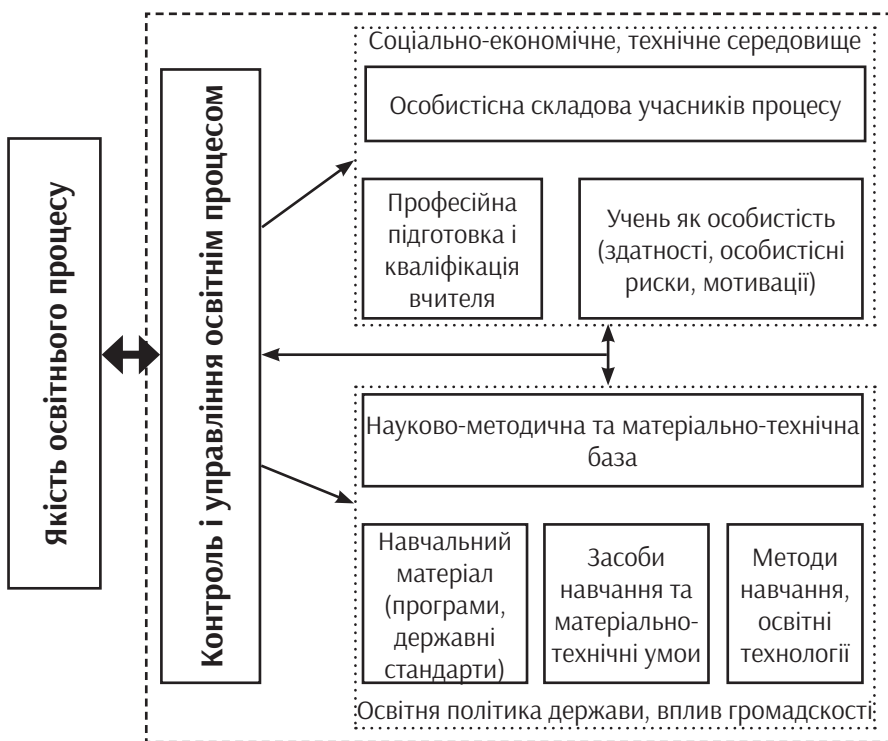 Якість освітнього процесу
Контроль і управління освітнім процесом
Соціально-економічне, технічне середовище
Особистісна складова учасників процесу
Професійна
підготовка і
кваліфікація
вчителя
Учень як особистість
(здатності, особистісні
риски, мотивації)
Науково-методична та матеріально-технічна
база
Навчальний
матеріал
(програми,
державні
стандарти)
Засоби
навчання та
матеріально-
технічні умои
Методи
навчання,
освітні
технології
Освітня політика держави, вплив громадскості